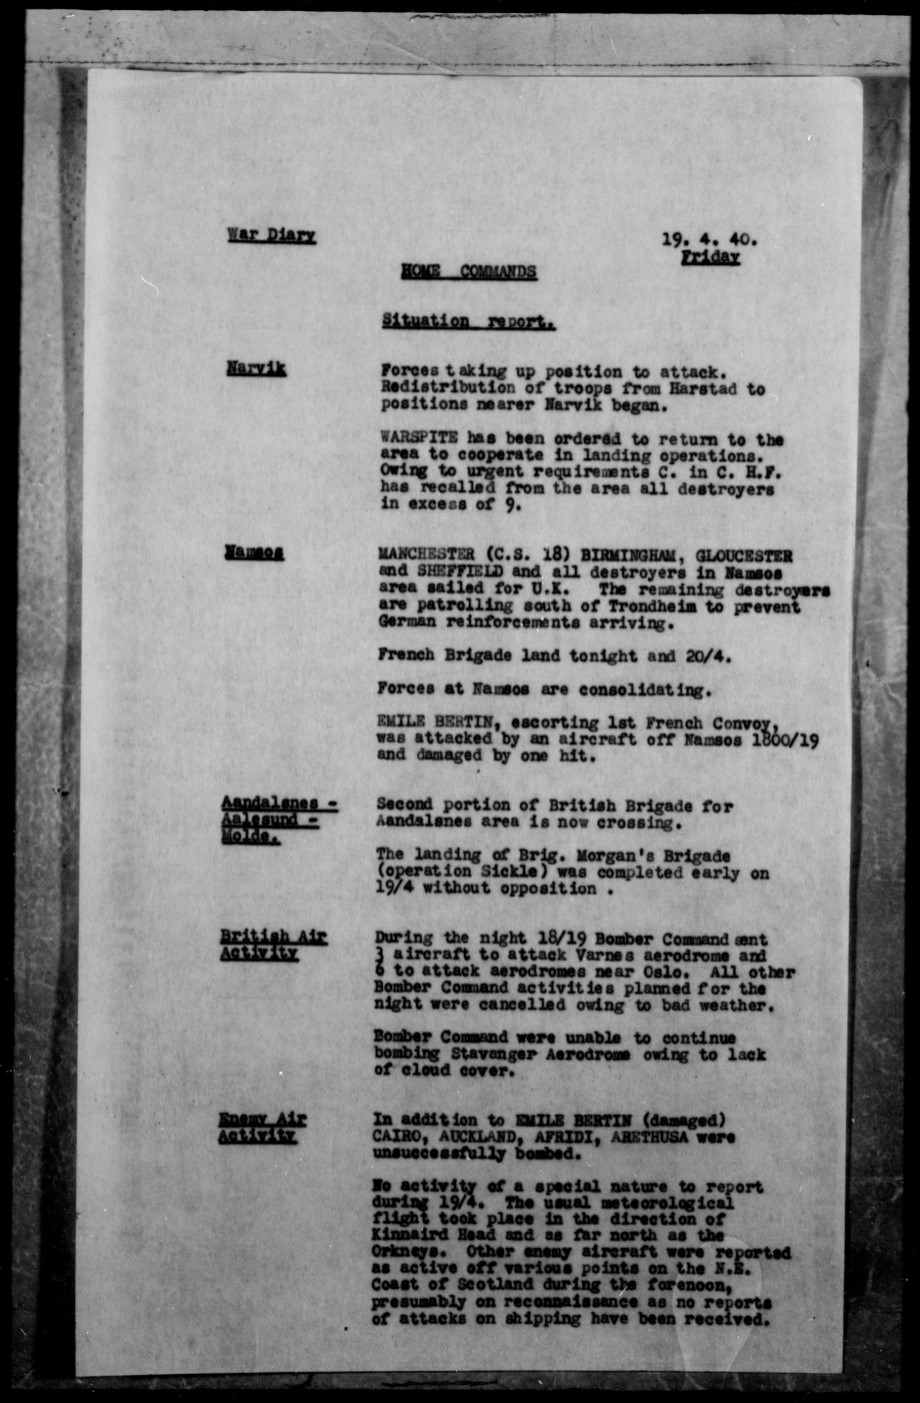 War Diary
19. 4. 40.
Friday
HOME COMMANDS
Situation report.
Narvik
Forces taking up position to attack.
Redistribution of troops from Harstad to
positions nearer Narvik began.
WARSPITE has been ordered to return to the
area to cooperate in landing operations.
Owing to urgent requirements C. in C. H.F.
has recalled from the area all destroyers
in excess of 9.
Namsos
MANCHESTER (C.S. 18) BIRMINGHAM, GLOUCESTER
and SHEFFIELD and all destroyers in Namsos
area sailed for U.K. The remaining destroyers
are patrolling south of Trondheim to prevent
German reinforcements arriving.
French Brigade land tonight and 20/4.
Forces at Namsos are consolidating.
EMILE BERTIN, escorting 1st French Convoy,
was attacked by an aircraft off Namsos 1800/19
and damaged by one hit.
Aandalsnes -
Aalesund -
Molde.
Second portion of British Brigade for
Aandalsnes area is now crossing.
The landing of Brig. Morgan's Brigade
(operation Sickle) was completed early on
19/4 without opposition .
British Air
Activity
During the night 18/19 Bomber Command sent
3 aircraft to attack Varnes aerodrome and
6 to attack aerodromes near Oslo. All other
Bomber Command activities planned for the
night were cancelled owing to bad weather.
Bomber Command were unable to continue
bombing Stavanger Aerodrome owing to lack
of cloud cover.
Enemy Air
Activity
In addition to EMILE BERTIN (damaged)
CAIRO, AUCKLAND, AFRIDI, ARETHUSA were
unsuccessfully bombed.
No activity of a special nature to report
during 19/4. The usual meteorological
flight took place in the direction of
Kinnaird Head and as far north as the
Orkneys. Other enemy aircraft were reported
as active off various points on the N.E.
Coast of Scotland during the forenoon,
presumably on reconnaissance as no reports
of attacks on shipping have been received.